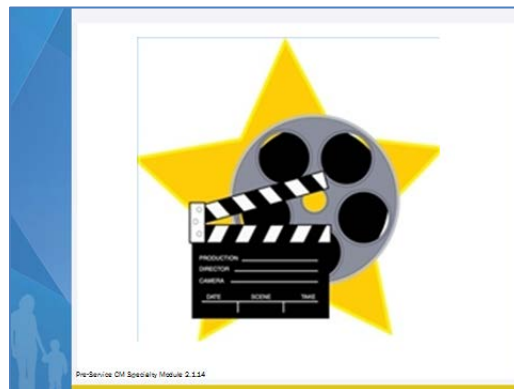 PRODUCTION
DIRECTOR
CAMERA
DATE SCENE TAKE
Pre-Service CM Specialty Module 2.1.14